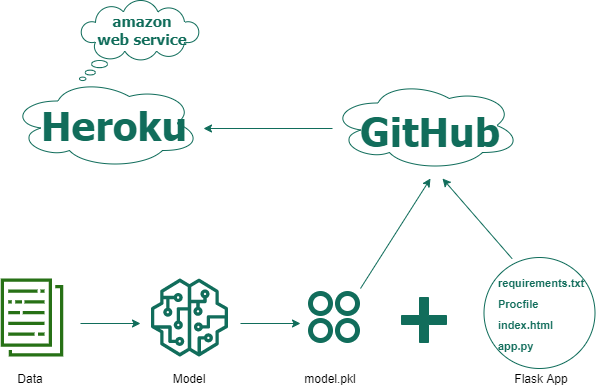 amazon
web service
Heroku
GitHub
requirements.txt
Procfile
index.html
app.py
Data
Model
model.pkl
Flask App